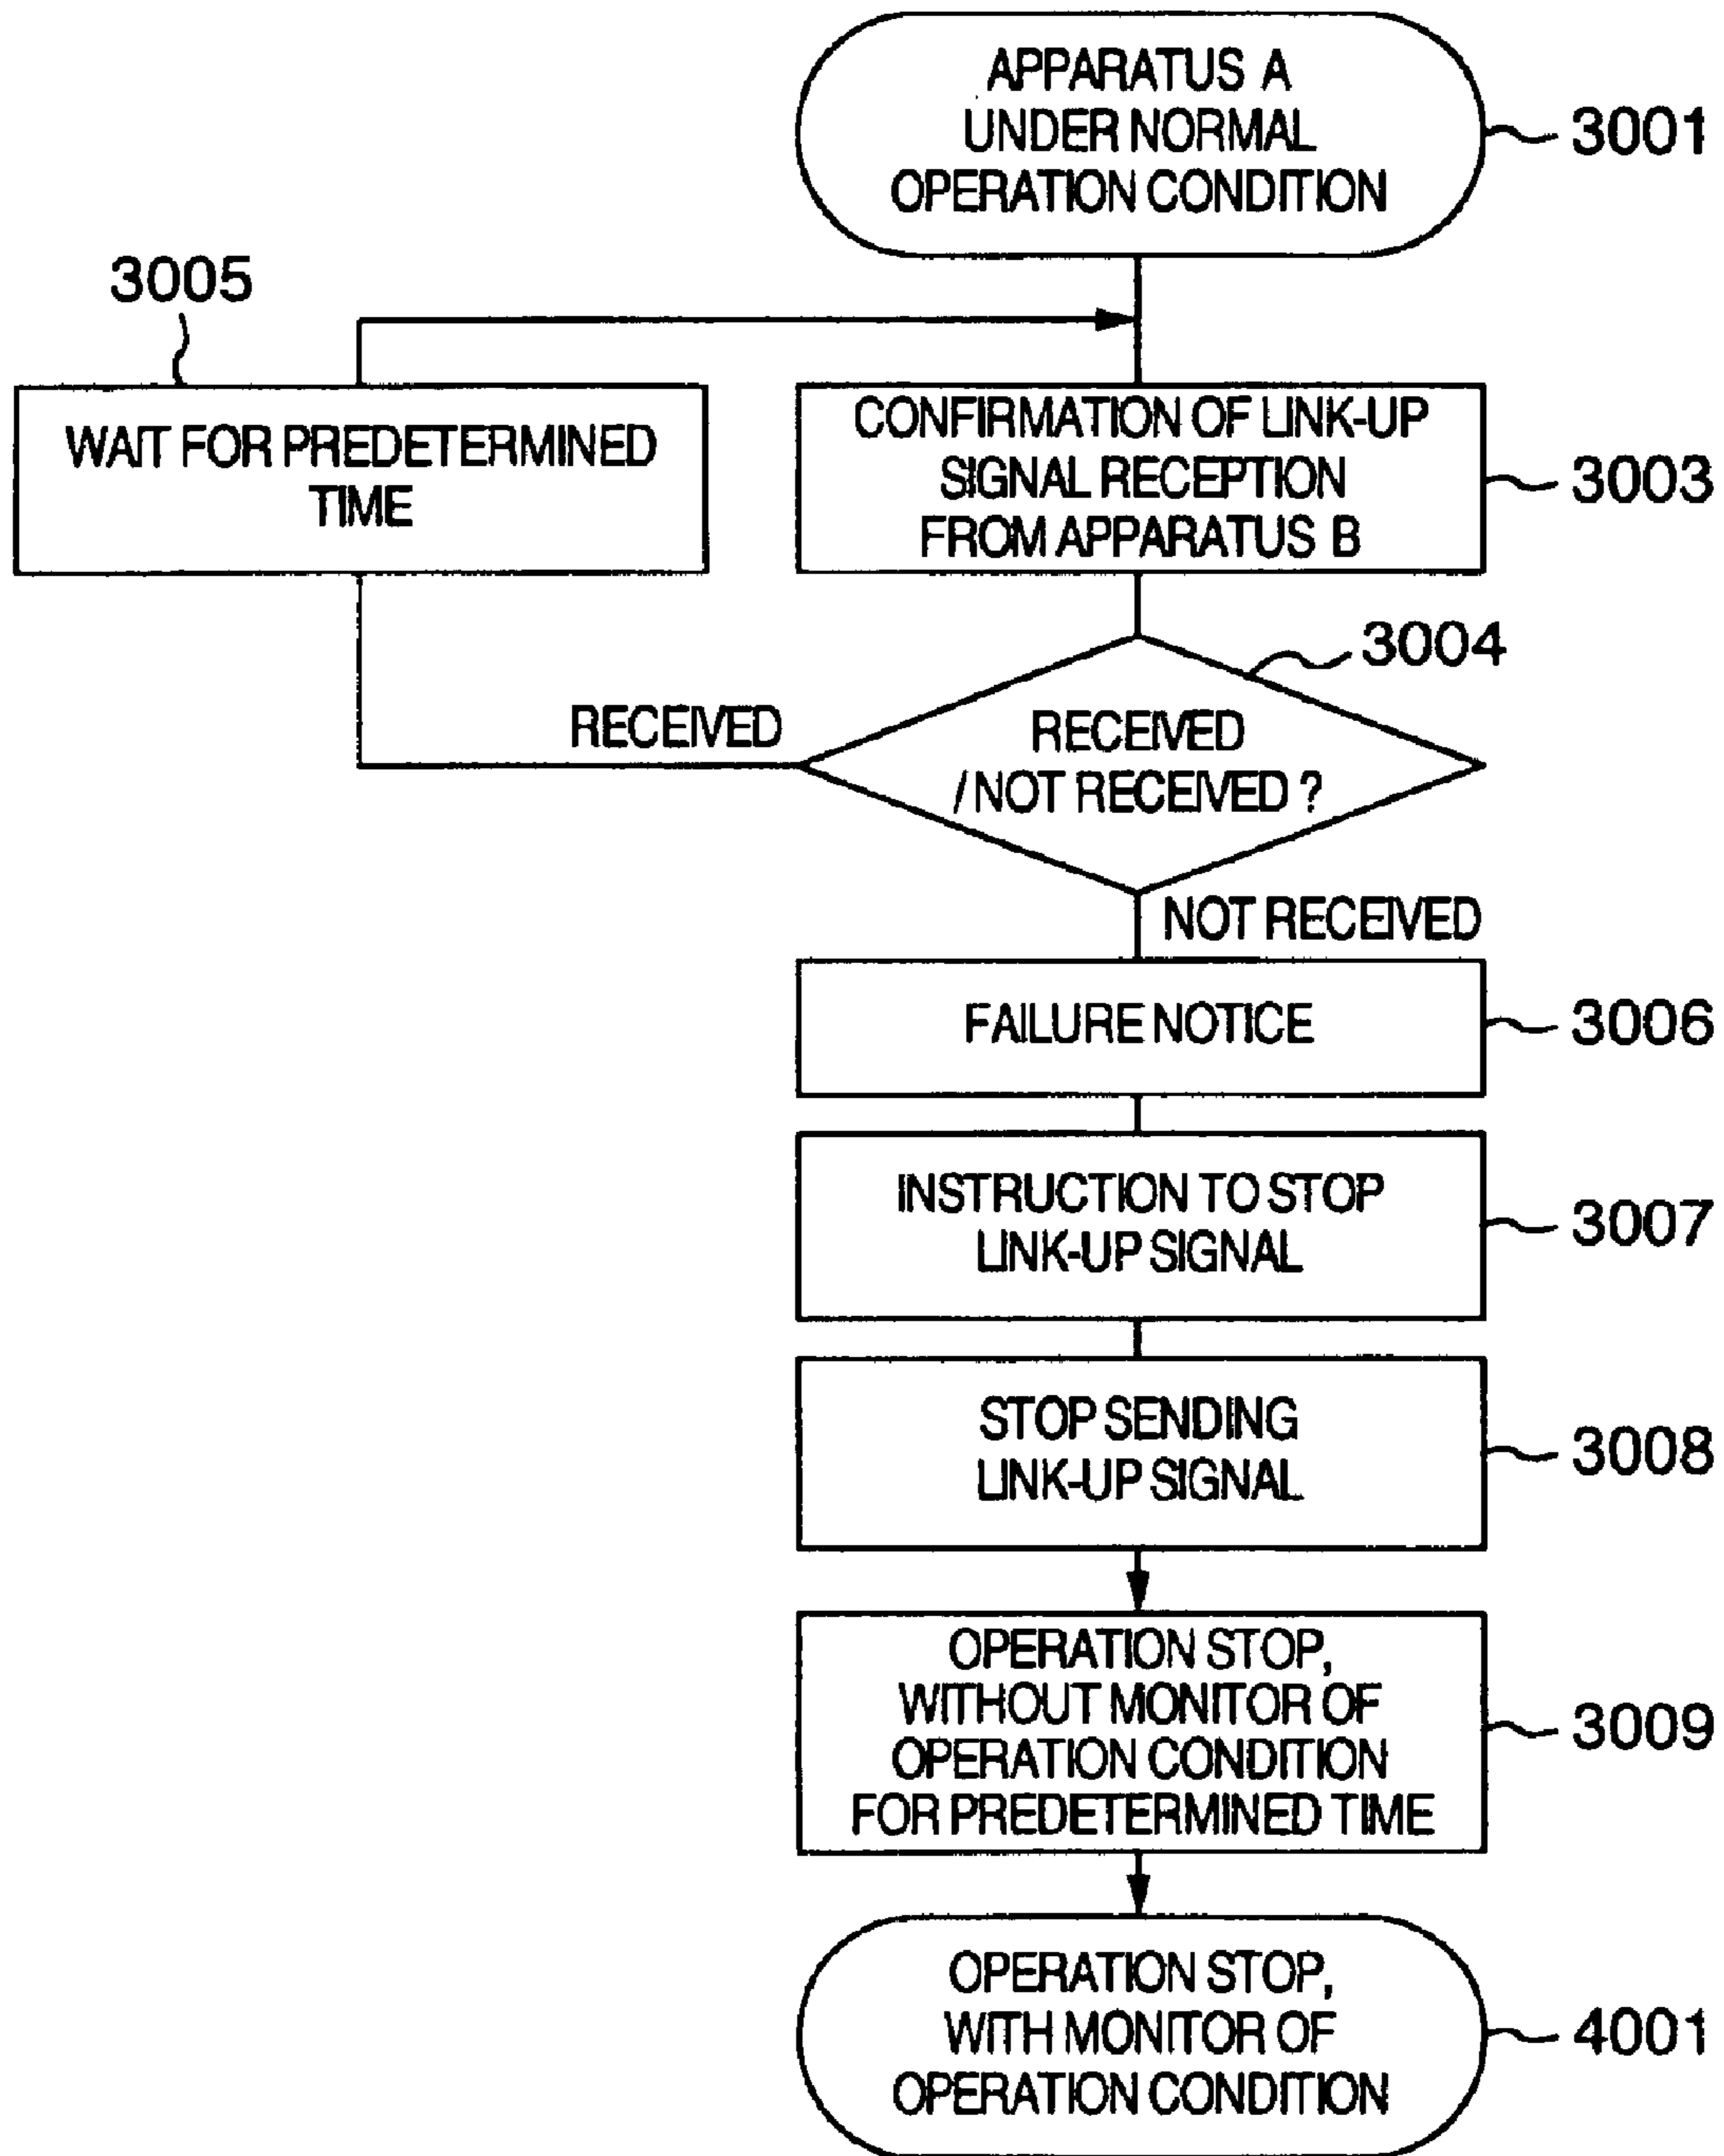 APPARATUS A
UNDER NORMAL
OPERATION CONDITION
3001
3005
WAIT FOR PREDETERMINED
TIME
CONFIRMATION OF LINK-UP
SIGNAL RECEPTION
FROM APPARATUS B
3003
3004
RECEIVED
RECEIVED
/ NOT RECEIVED ?
NOT RECEIVED
FAILURE NOTICE
3006
INSTRUCTION TO STOP
LINK-UP SIGNAL
3007
STOP SENDING
LINK-UP SIGNAL
3008
OPERATION STOP,
WITHOUT MONITOR OF
OPERATION CONDITION
FOR PREDETERMINED TIME
3009
OPERATION STOP,
WITH MONITOR OF
OPERATION CONDITION
4001